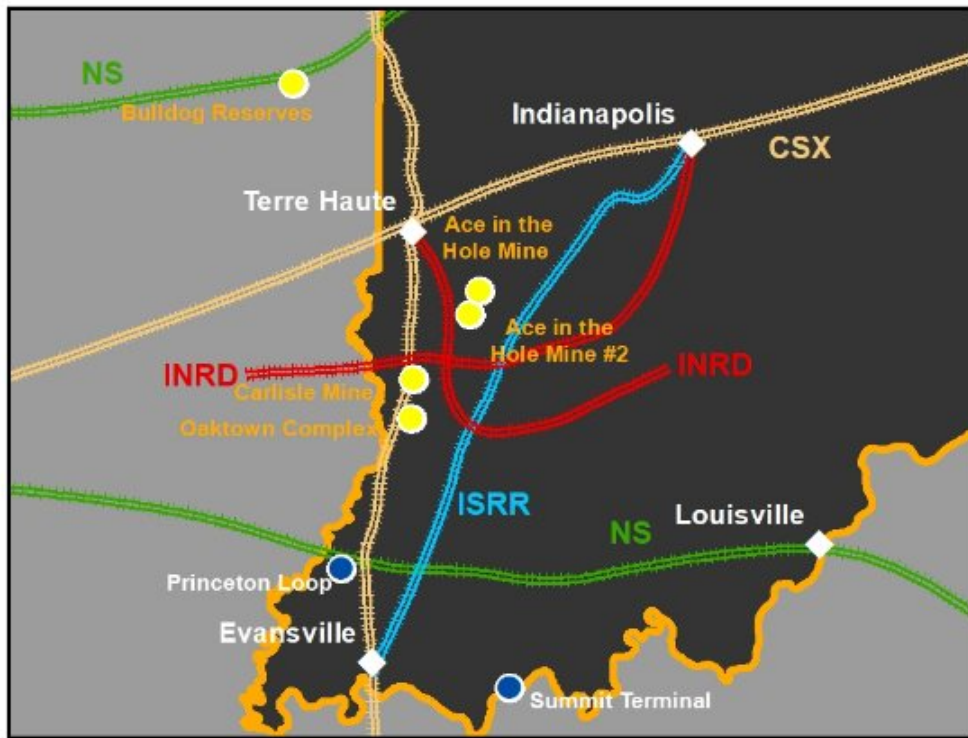 NS
Bulldog Reserves
Indianapolis
CSX
Terre Haute
Ace in the
Hole Mine
Ace in the
Hole Mine #2
INRD
INRD
Carlisle Mine
Oaktown Complex
ISRR
Louisville
NS
Princeton Loop
Evansville
Summit Terminal